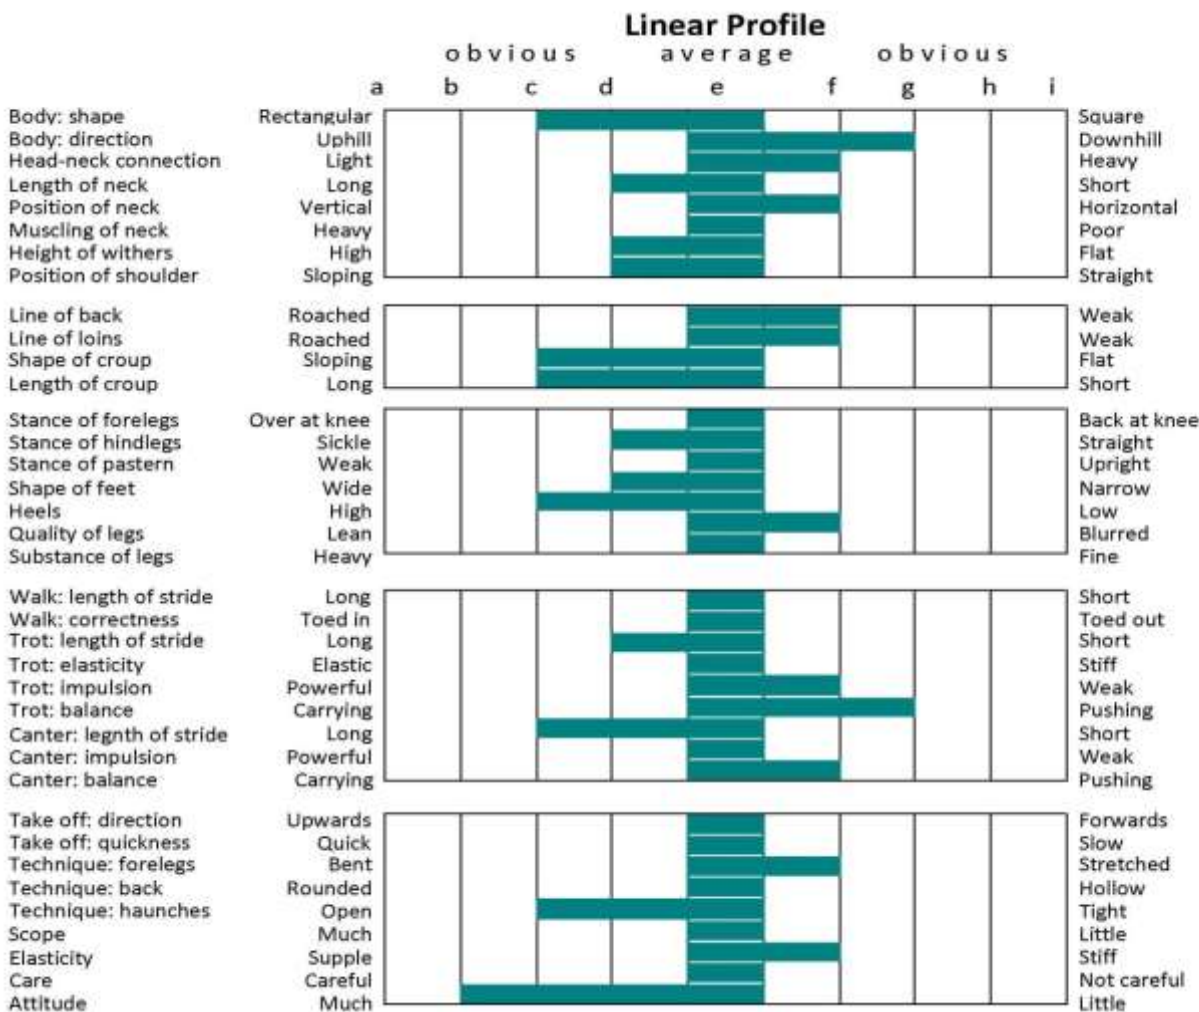 Linear Profile
obvious average obvious
a b c d e f g h i
Body: shape Rectangular Square
Body: direction Uphill Downhill
Head-neck connection Light Heavy
Length of neck Long Short
Position of neck Vertical Horizontal
Muscling of neck Heavy Poor
Height of withers High Flat
Position of shoulder Sloping Straight
Line of back Roached Weak
Line of loins Roached Weak
Shape of croup Sloping Flat
Length of croup Long Short
Stance of forelegs Over at knee Back at knee
Stance of hindlegs Sickle Straight
Stance of pastern Weak Upright
Shape of feet Wide Narrow
Heels High Low
Quality of legs Lean Blurred
Substance of legs Heavy Fine
Walk: length of stride Long Short
Walk: correctness Toed in Toed out
Trot: length of stride Long Short
Trot: elasticity Elastic Stiff
Trot: impulsion Powerful Weak
Trot: balance Carrying Pushing
Canter: legnth of stride Long Short
Canter: impulsion Powerful Weak
Canter: balance Carrying Pushing
Take off: direction Upwards Forwards
Take off: quickness Quick Slow
Technique: forelegs Bent Stretched
Technique: back Rounded Hollow
Technique: haunches Open Tight
Scope Much Little
Elasticity Supple Stiff
Care Careful Not careful
Attitude Much Little